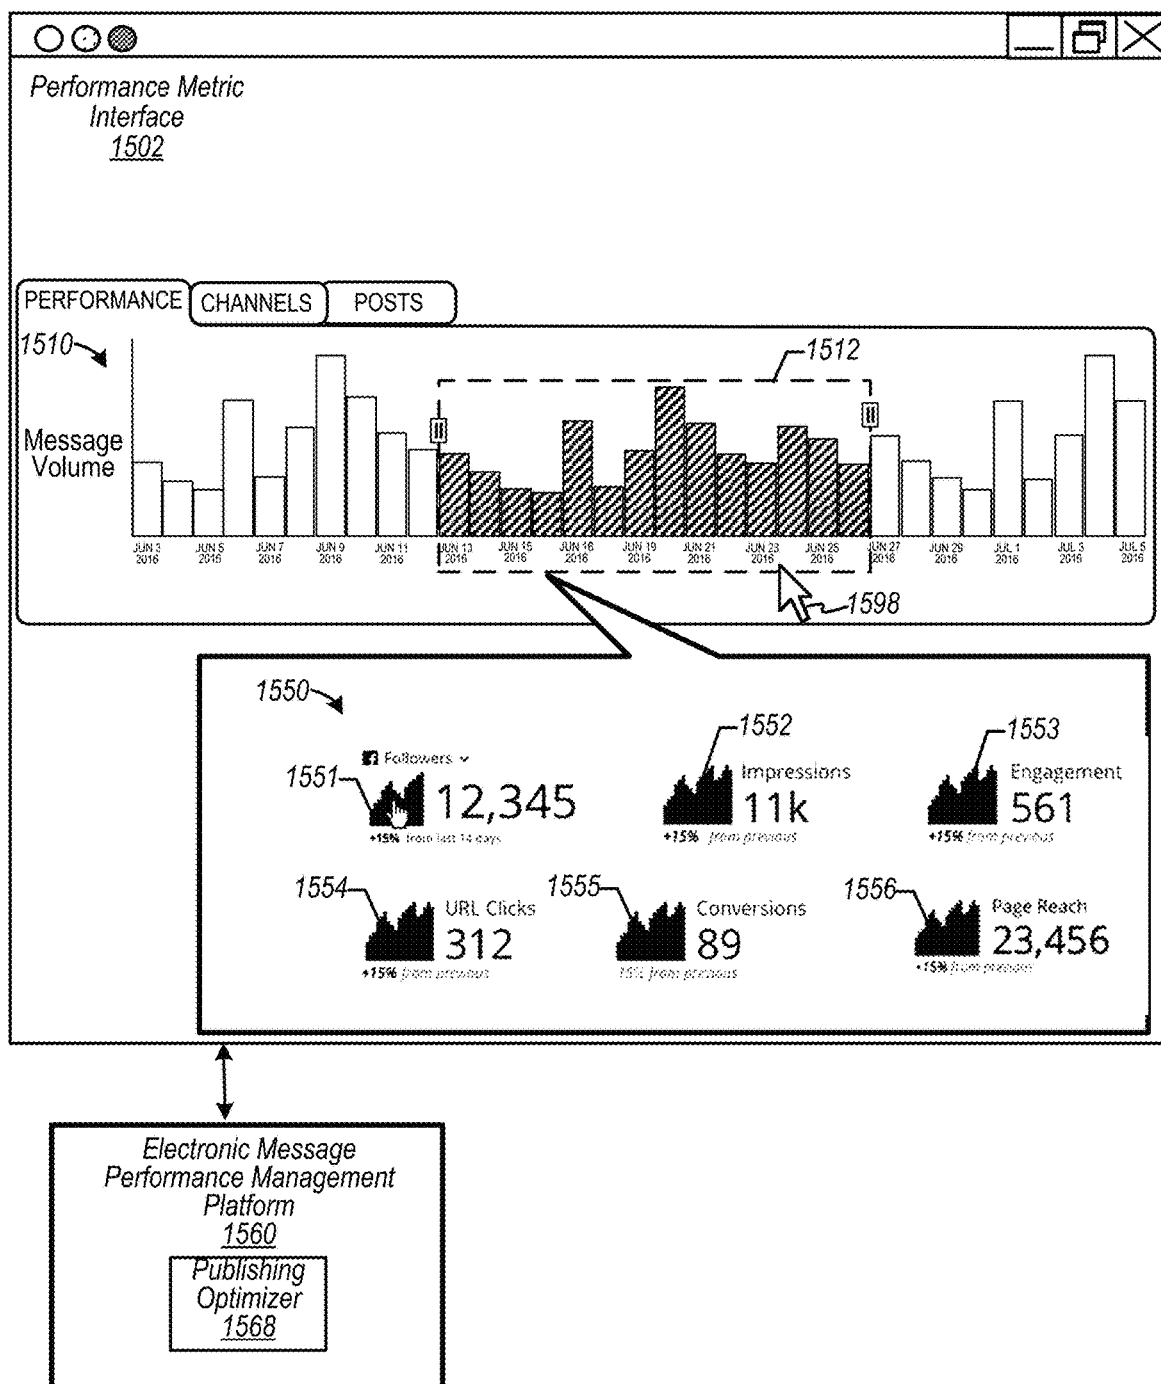 Performance Metric
Interface
1502
PERFORMANCE CHANNELS POSTS
1510
1512
Message
Volume
JUN 3 JUN 5 JUN 7 JUN 9 JUN 11 JUN 13 JUN 15 JUN 19 JUN 21 JUN 23 JUN 25 JUN 27 JUN 29 JUL 1 JUL 3 JUL 5
2016 2016 2016 2016 2016 2016 2016 2016 2016 2016 2016 2016 2016 2016 2016
1598
1550
1552
1553
Followers
Impressions
Engagement
1551
12,345
11k
561
+15% from last 14 days
+15% from previous
+15% from previous
1554
1555
1556
URL Clicks
Conversions
Page Reach
312
89
23,456
+15% from previous
15% from previous
+15% from previous
Electronic Message
Performance Management
Platform
1560
Publishing
Optimizer
1568